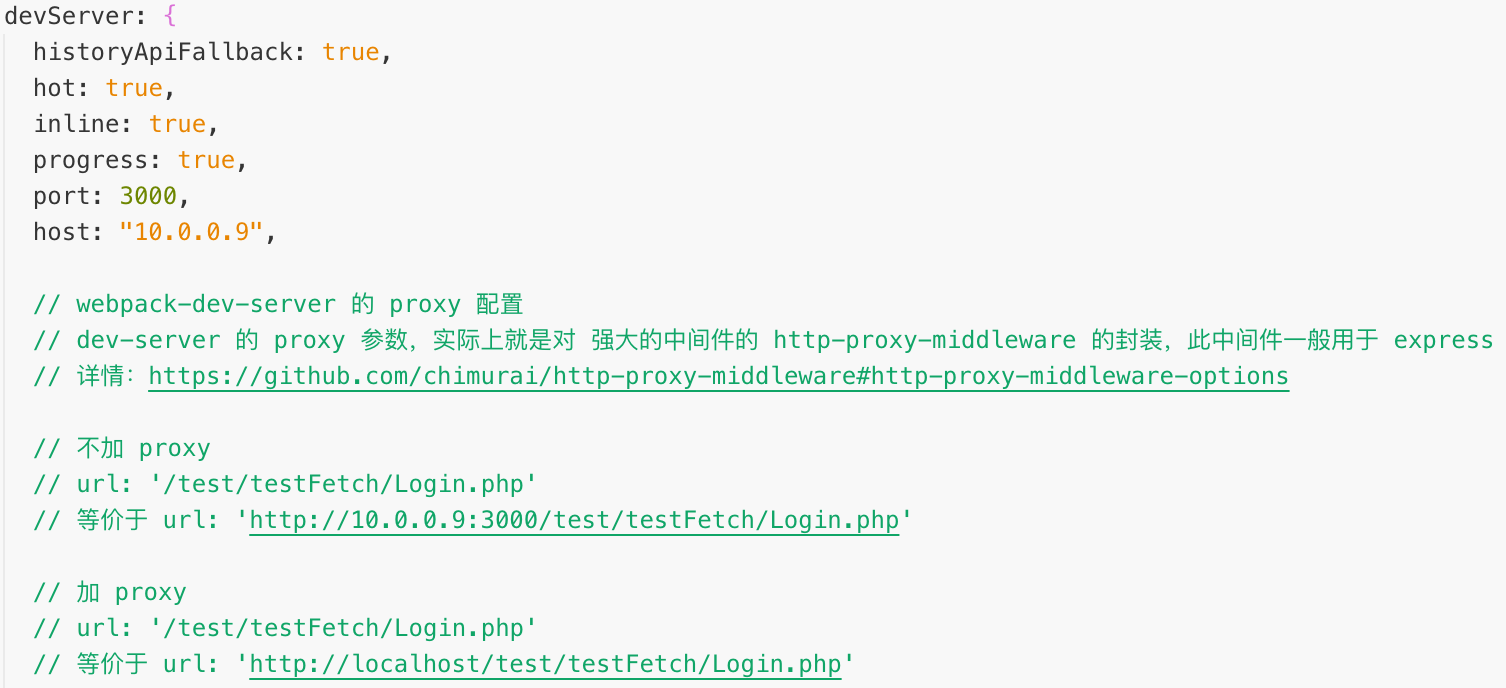 devServer: {
historyApiFallback: true,
hot: true,
inline: true,
progress: true,
port: 3000,
host: "10.0.0.9",
// webpack-dev-server 的 proxy 配置
// dev-server 的 proxy 参数，实际上就是对 强大的中间件的 http-proxy-middleware 的封装，此中间件一般用于 express
// 详情：https://github.com/chimurai/http-proxy-middleware#http-proxy-middleware-options
// 不加 proxy
// url: '/test/testFetch/Login.php'
// 等价于 url: 'http://10.0.0.9:3000/test/testFetch/Login.php'
// 加 proxy
// url: '/test/testFetch/Login.php'
// 等价于 url: 'http://localhost/test/testFetch/Login.php'